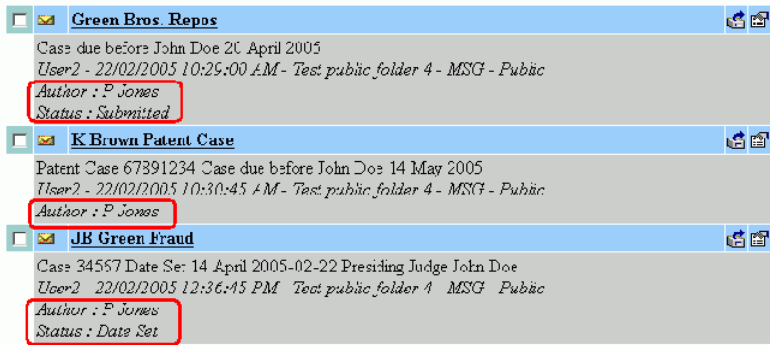 Green Bros. Repos
Case due before John Doe 20 April 2005
User2 - 22/02/2005 10:29:00 AM - Test public folder 4 - MSG - Public
Author : P Jones
Status : Submitted
K Brown Patent Case
Patent Case 67891234 Case due before John Doe 14 May 2005
User2 - 22/02/2005 10:30:45 AM - Test public folder 4 - MSG - Public
Author : P Jones
JB Green Fraud
Case 34567 Date Set 14 April 2005-02-22 Presiding Judge John Doe
User2 - 22/02/2005 12:36:45 PM - Test public folder 4 - MSG - Public
Author : P Jones
Status : Date Set